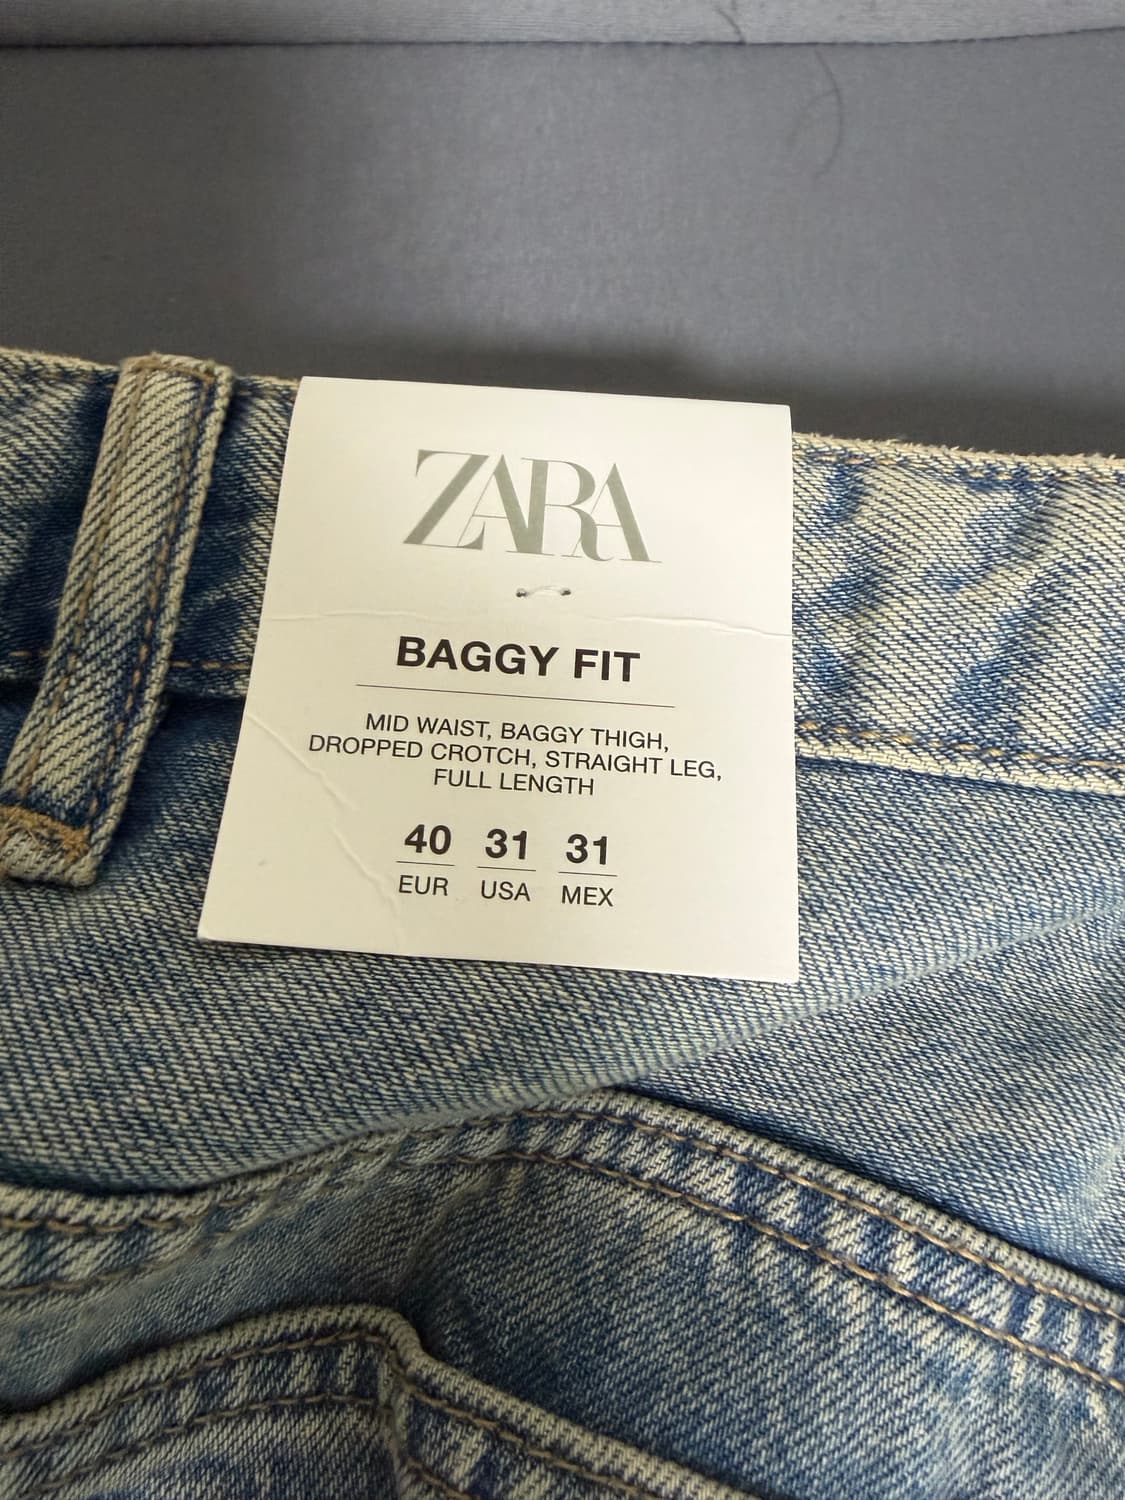 ZARA
BAGGY FIT
MID WAIST, BAGGY THIGH,
DROPPED CROTCH, STRAIGHT LEG,
FULL LENGTH
40 31 31
EUR USA MEX